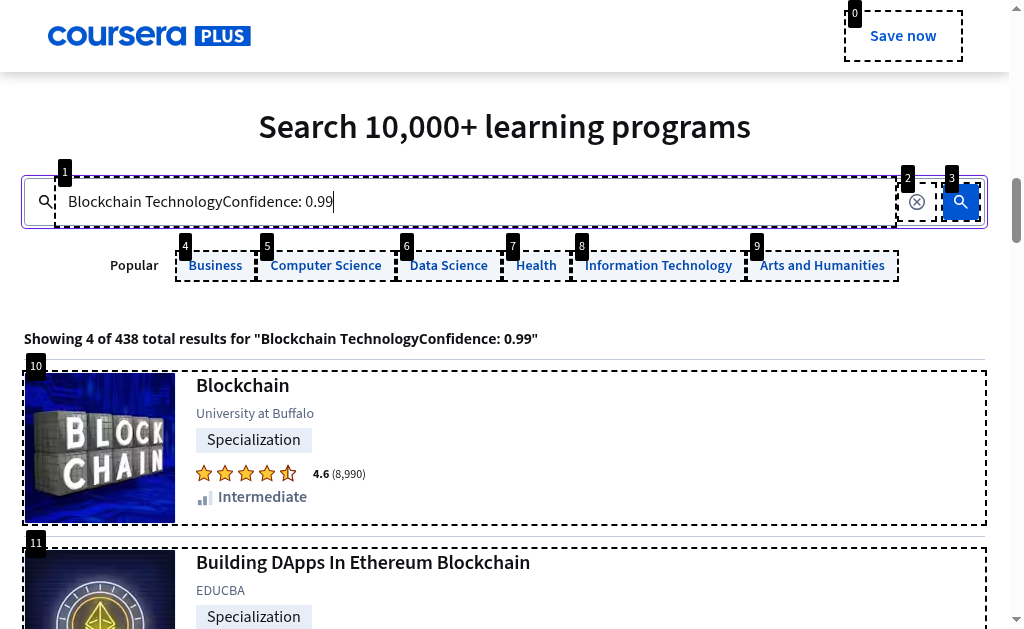 coursera PLUS
0
Save now
Search 10,000+ learning programs
1
2
3
Blockchain TechnologyConfidence: 0.99
4
5
6
7
8
9
Popular
Business
Computer Science
Data Science
Health
Information Technology
Arts and Humanities
Showing 4 of 438 total results for "Blockchain TechnologyConfidence: 0.99"
10
BLOCK
CHAIN
Blockchain
University at Buffalo
Specialization
4.6 (8,990)
Intermediate
11
Building DApps In Ethereum Blockchain
EDUCBA
Specialization